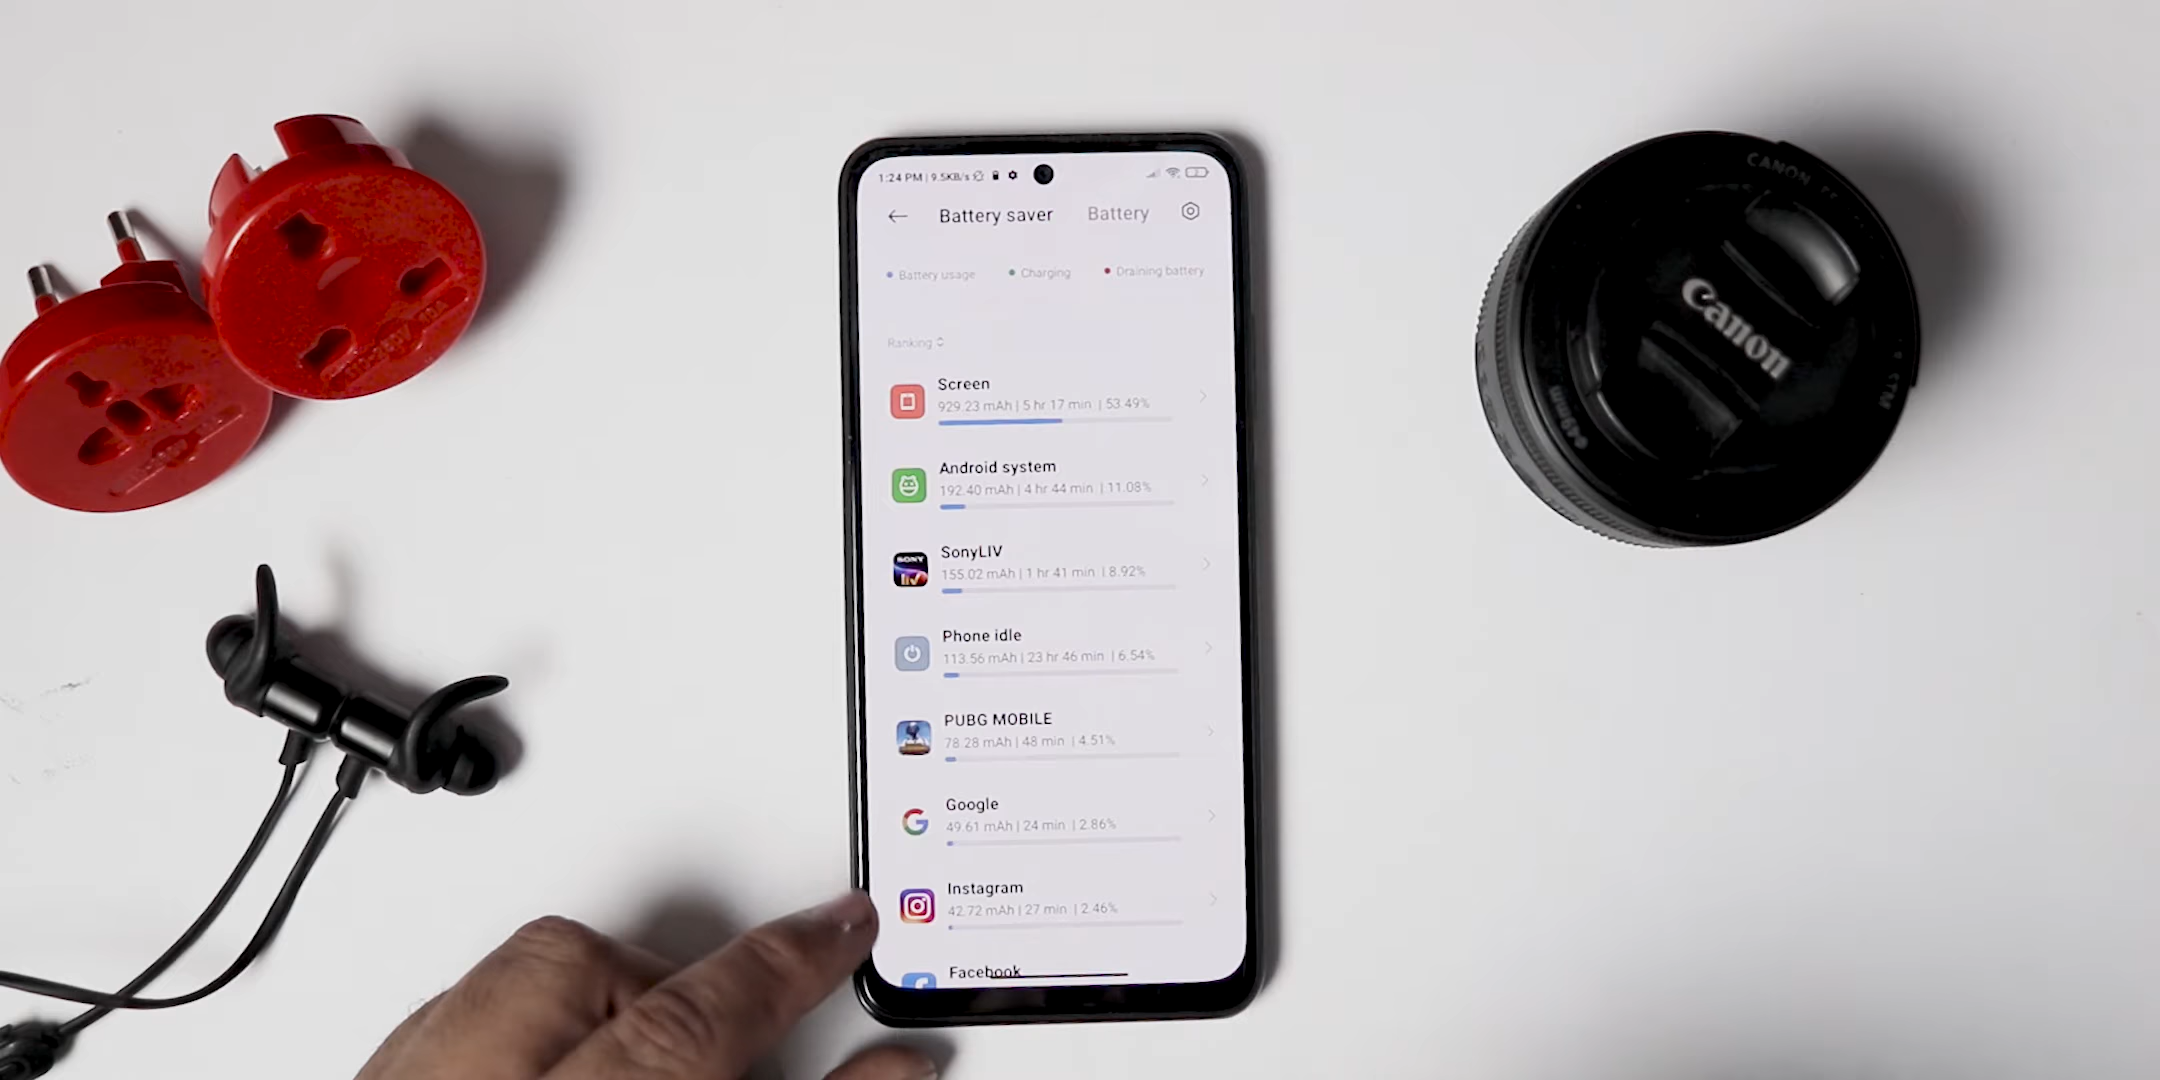 1:24 PM | 9.5KB/s
Battery saver Battery
Battery usage Charging Draining battery
Ranking
Screen
929.23 mAh | 5 hr 17 min | 53.49%
Android system
192.40 mAh | 4 hr 44 min | 11.08%
SONY
LIV
SonyLIV
155.02 mAh | 1 hr 41 min | 8.92%
Phone idle
113.56 mAh | 23 hr 46 min | 6.54%
PUBG MOBILE
78.28 mAh | 48 min | 4.51%
Google
49.61 mAh | 24 min | 2.86%
Instagram
42.72 mAh | 27 min | 2.46%
Facebook
CANON
Canon
STM
49mm